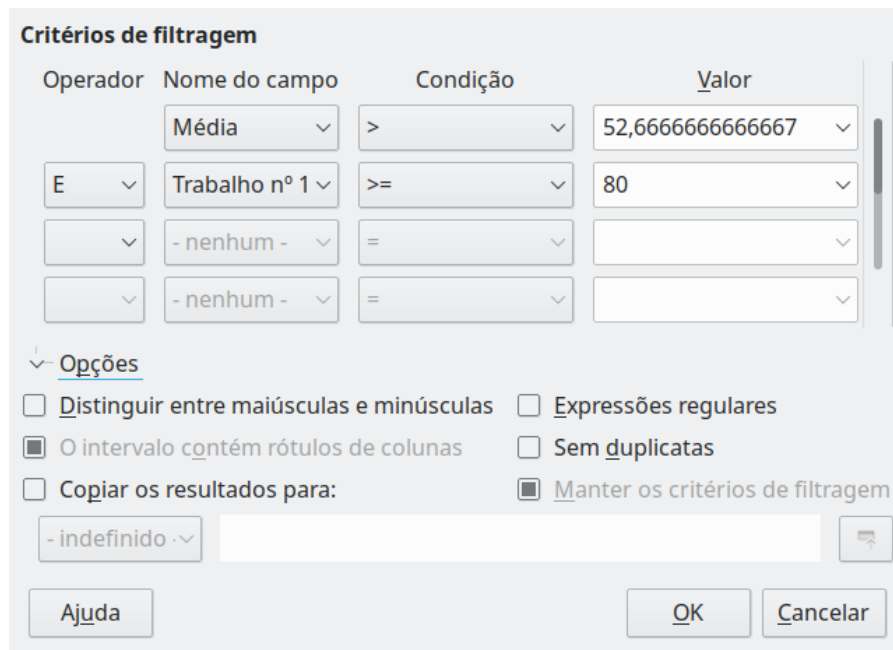 Critérios de filtragem
Operador Nome do campo Condição Valor
Média > 52,6666666666667
E Trabalho nº 1 >= 80
- nenhum - =
- nenhum - =
Opções
Distinguir entre maiúsculas e minúsculas Expressões regulares
O intervalo contém rótulos de colunas Sem duplicatas
Copiar os resultados para: Manter os critérios de filtragem
- indefinido -
Ajuda OK Cancelar